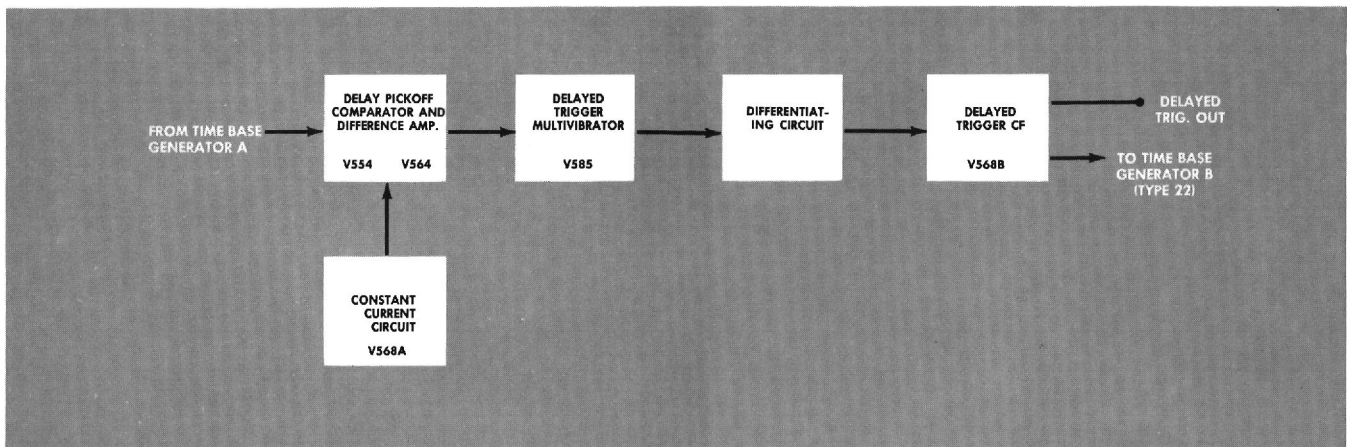 FROM TIME BASE
GENERATOR A
DELAY PICKOFF
COMPARATOR AND
DIFFERENCE AMP.
V554 V564
CONSTANT
CURRENT
CIRCUIT
V568A
DELAYED
TRIGGER
MULTIVIBRATOR
V585
DIFFERENTIAT-
ING CIRCUIT
DELAYED
TRIGGER CF
V568B
DELAYED
TRIG. OUT
TO TIME BASE
GENERATOR B
(TYPE 22)